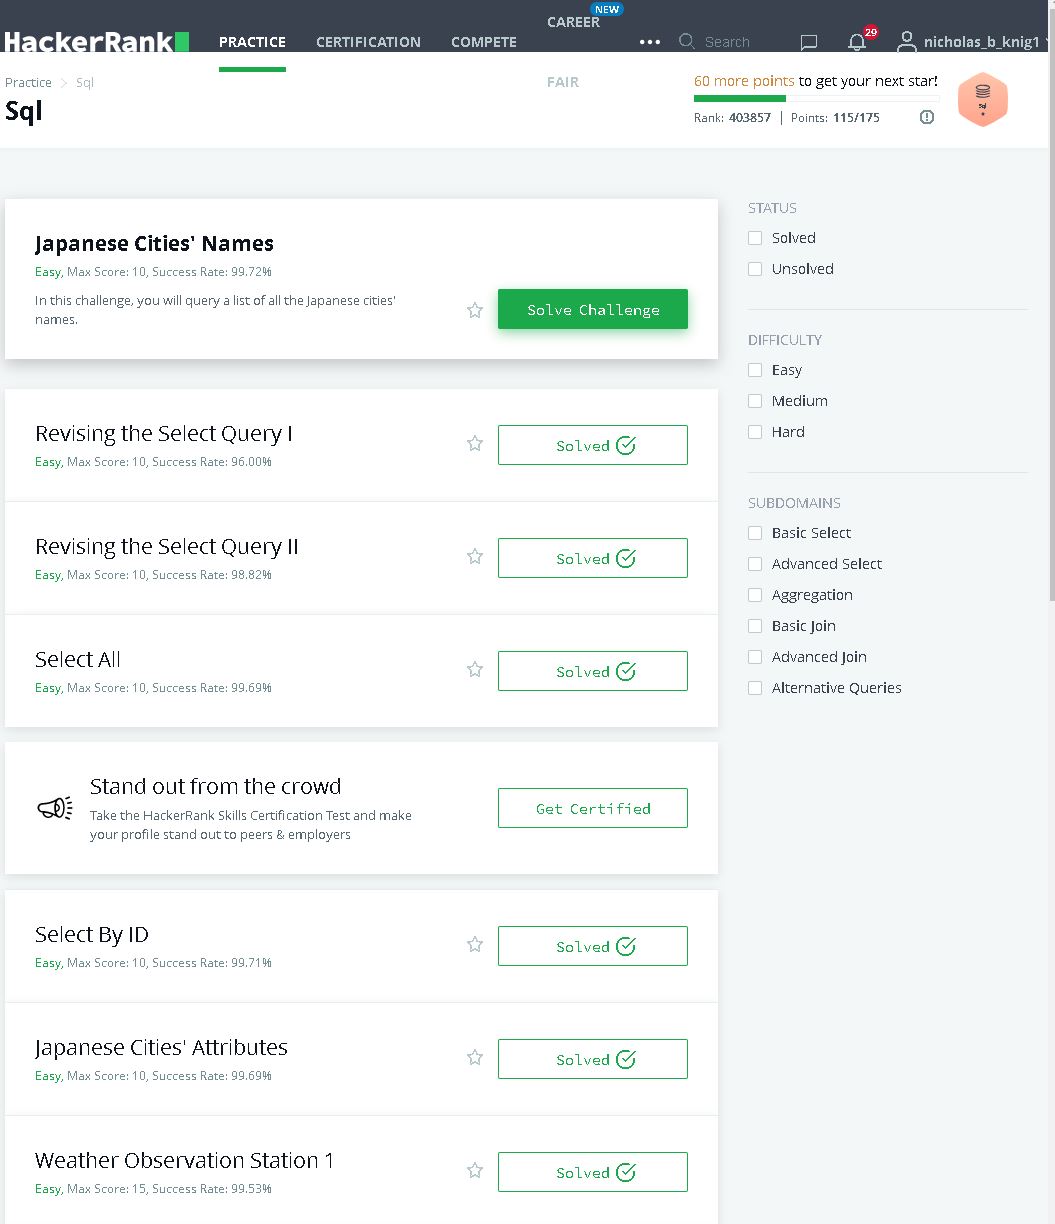 HackerRank
PRACTICE
CERTIFICATION
COMPETE
CAREER FAIR
NEW
Search
29
nicholas_b_knig1
Practice
Sql
Sql
60 more points to get your next star!
Rank: 403857 | Points: 115/175
Sql
Japanese Cities' Names
Easy, Max Score: 10, Success Rate: 99.72%
In this challenge, you will query a list of all the Japanese cities'
names.
Solve Challenge
Revising the Select Query I
Easy, Max Score: 10, Success Rate: 96.00%
Solved
Revising the Select Query II
Easy, Max Score: 10, Success Rate: 98.82%
Solved
Select All
Easy, Max Score: 10, Success Rate: 99.69%
Solved
Stand out from the crowd
Take the HackerRank Skills Certification Test and make
your profile stand out to peers & employers
Get Certified
Select By ID
Easy, Max Score: 10, Success Rate: 99.71%
Solved
Japanese Cities' Attributes
Easy, Max Score: 10, Success Rate: 99.69%
Solved
Weather Observation Station 1
Easy, Max Score: 15, Success Rate: 99.53%
Solved
STATUS
Solved
Unsolved
DIFFICULTY
Easy
Medium
Hard
SUBDOMAINS
Basic Select
Advanced Select
Aggregation
Basic Join
Advanced Join
Alternative Queries